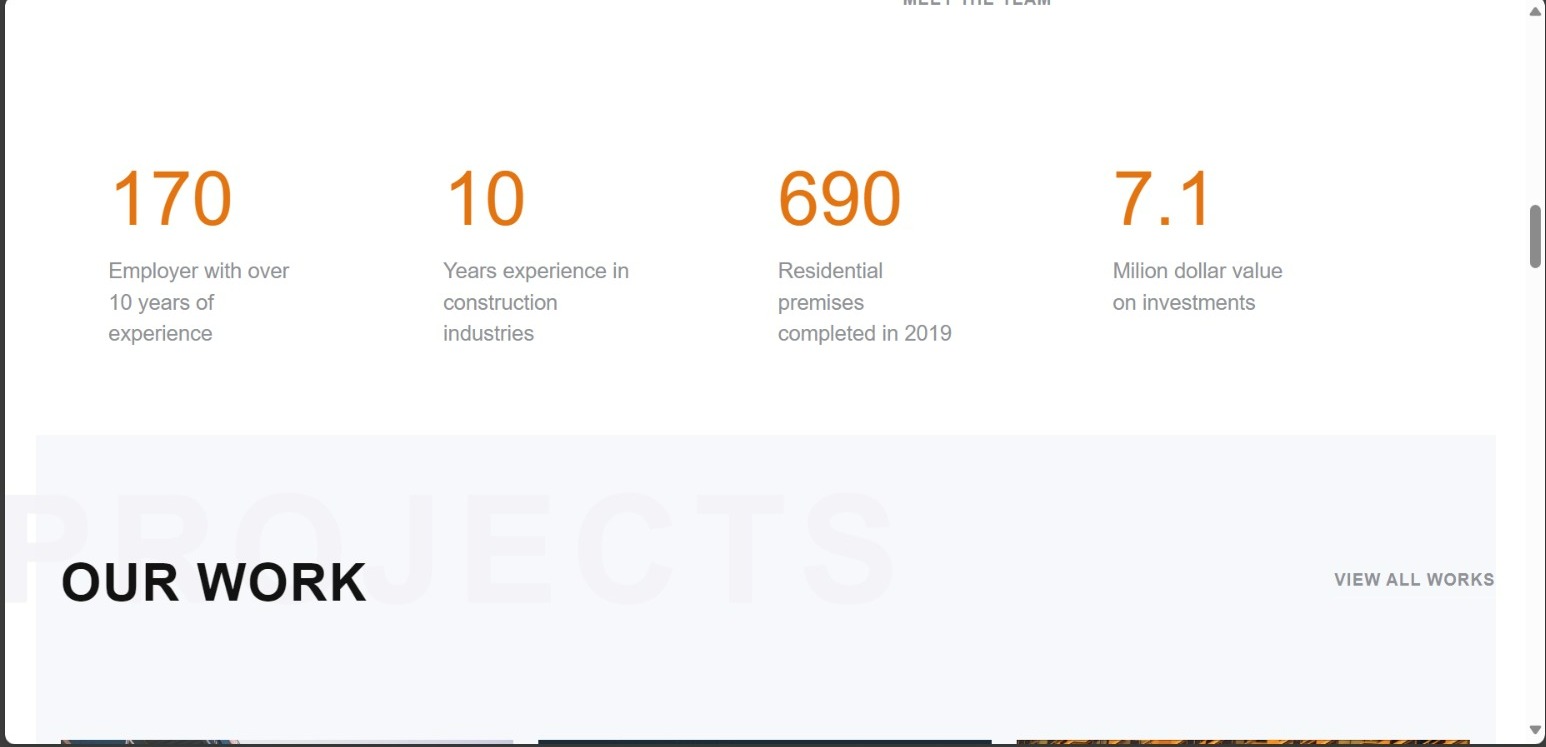 MEET THE TEAM
170
Employer with over
10 years of
experience
10
Years experience in
construction
industries
690
Residential
premises
completed in 2019
7.1
Milion dollar value
on investments
PROJECTS
OUR WORK
VIEW ALL WORKS